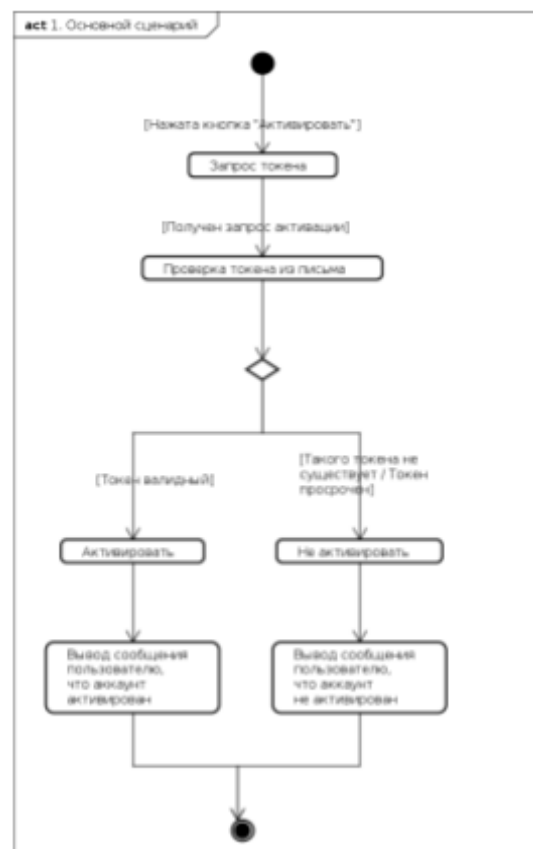 act 1. Основной сценарий
[Нажата кнопка "Активировать"]
Запрос токена
[Получен запрос активации]
Проверка токена из письма
[Токен валидный]
[Такого токена не
существует / Токен
просрочен]
Активировать
Не активировать
Вывод сообщения
пользователю,
что аккаунт
активирован
Вывод сообщения
пользователю,
что аккаунт
не активирован